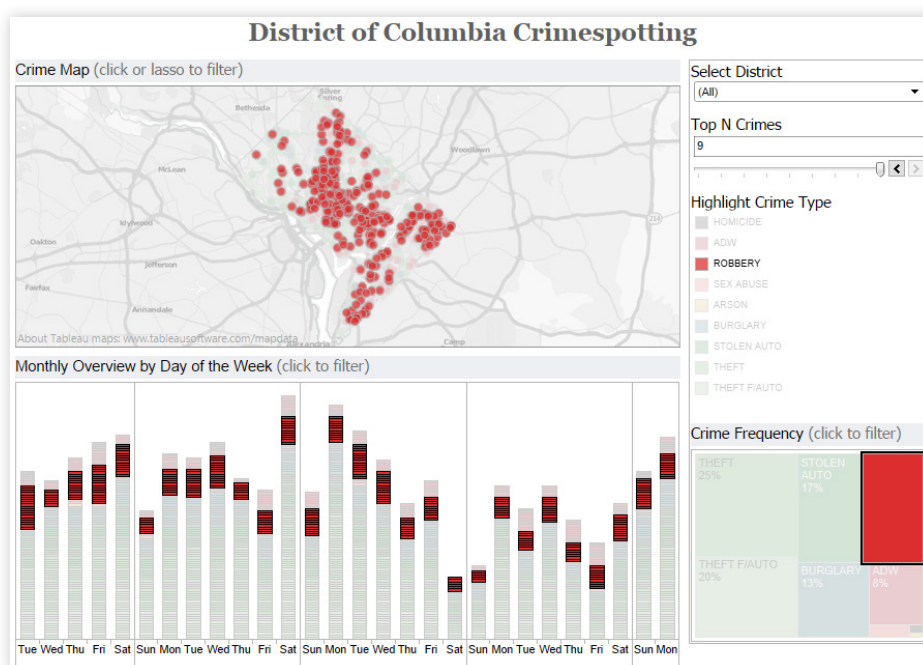 District of Columbia Crimespotting
Crime Map (click or lasso to filter)
Silver
Spring
Bethesda
McLean
Woodlawn
Idylwood
214
Oakton
Jefferson
Fairfax
Annandale
Alexandria
Camp
About Tableau maps: www.tableausoftware.com/mapdata
Monthly Overview by Day of the Week (click to filter)
Tue Wed Thu Fri Sat Sun Mon Tue Wed Thu Fri Sat Sun Mon Tue Wed Thu Fri Sat Sun Mon Tue Wed Thu Fri Sat Sun Mon
Select District
(All)
Top N Crimes
9
Highlight Crime Type
HOMICIDE
ADW
ROBBERY
SEX ABUSE
ARSON
BURGLARY
STOLEN AUTO
THEFT
THEFT F/AUTO
Crime Frequency (click to filter)
THEFT
25%
STOLEN
AUTO
17%
THEFT F/AUTO
20%
BURGLARY
13%
ADW
8%